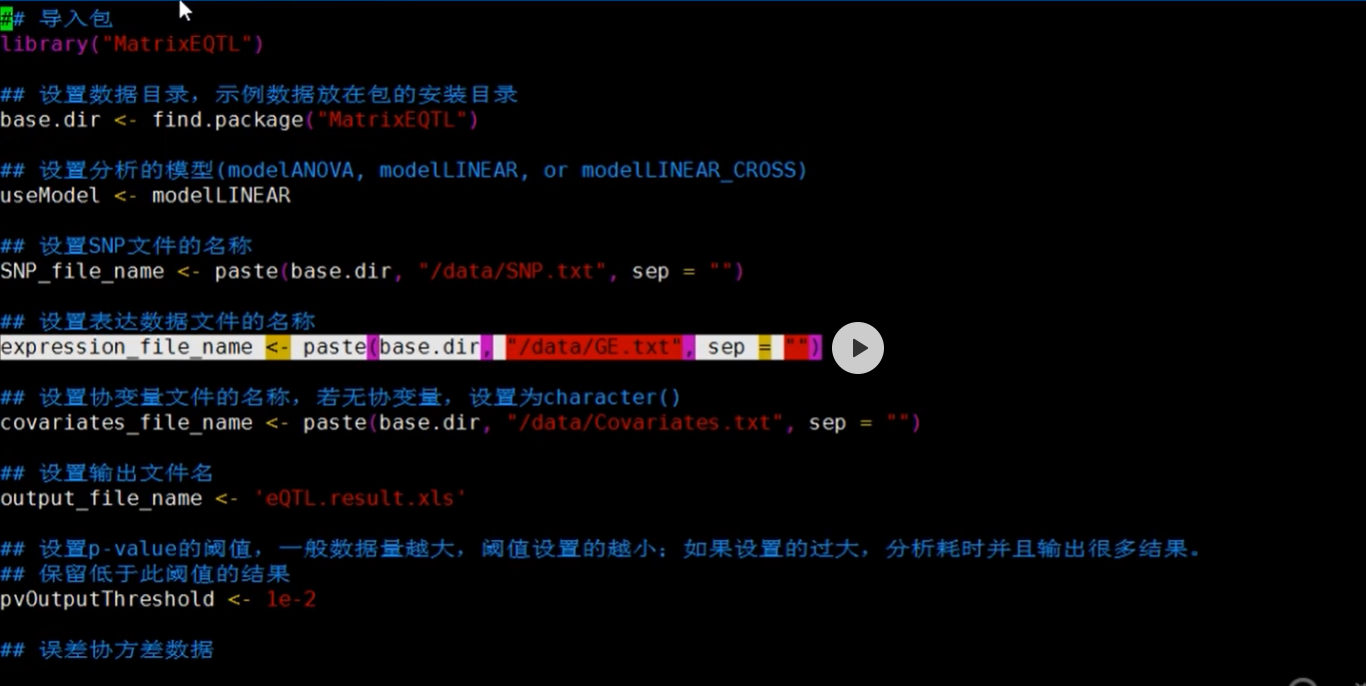 ## 导入包
library("MatrixEQTL")
## 设置数据目录，示例数据放在包的安装目录
base.dir <- find.package("MatrixEQTL")
## 设置分析的模型(modelANOVA, modelLINEAR, or modelLINEAR_CROSS)
useModel <- modelLINEAR
## 设置SNP文件的名称
SNP_file_name <- paste(base.dir, "/data/SNP.txt", sep = "")
## 设置表达数据文件的名称
expression_file_name <- paste(base.dir, "/data/GE.txt", sep = "")
## 设置协变量文件的名称，若无协变量，设置为character()
covariates_file_name <- paste(base.dir, "/data/Covariates.txt", sep = "")
## 设置输出文件名
output_file_name <- 'eQTL.result.xls'
## 设置p-value的阈值，一般数据量越大，阈值设置的越小；如果设置的过大，分析耗时并且输出很多结果。
## 保留低于此阈值的结果
pvOutputThreshold <- 1e-2
## 误差协方差数据